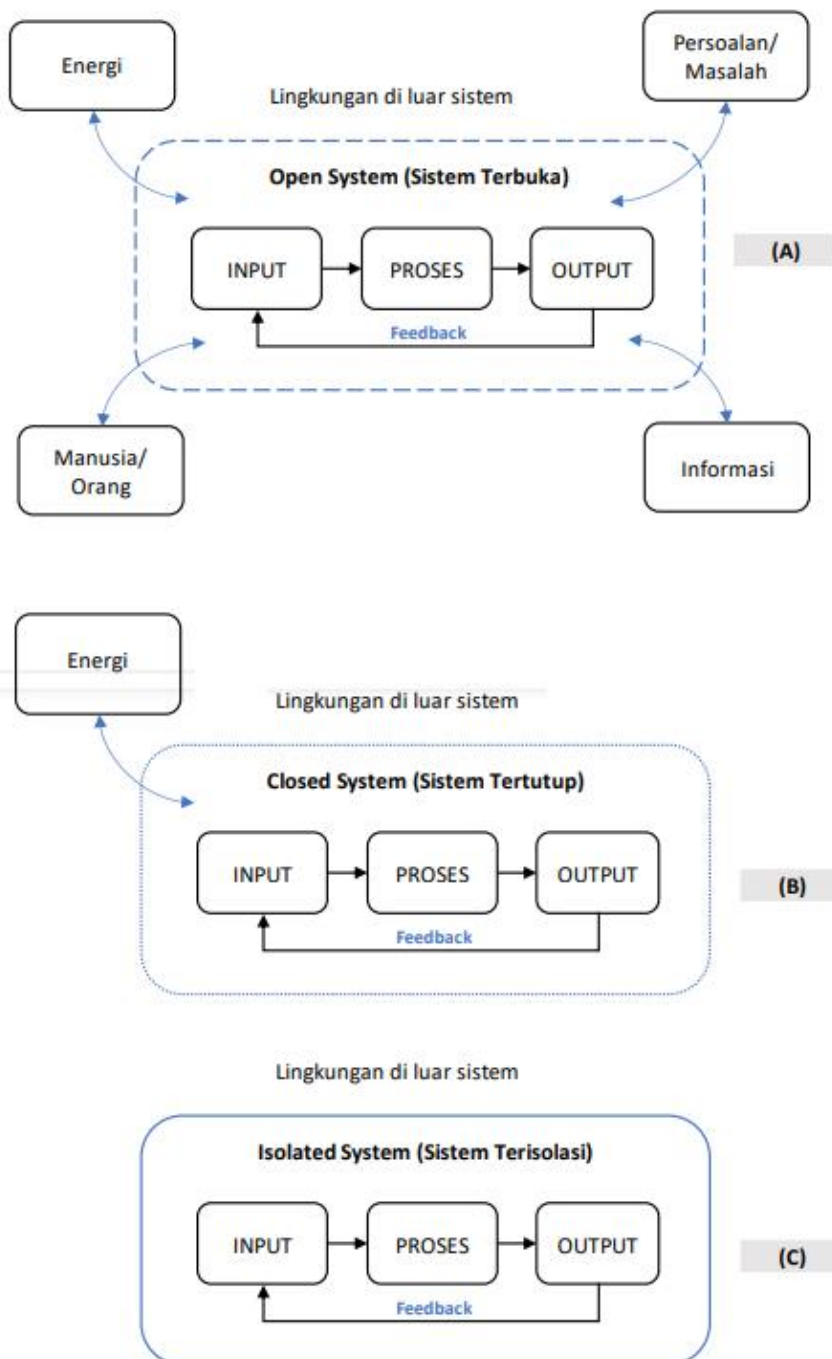 Energi
Persoalan/
Masalah
Lingkungan di luar sistem
Open System (Sistem Terbuka)
INPUT
PROSES
OUTPUT
Feedback
(A)
Manusia/
Orang
Informasi
Energi
Lingkungan di luar sistem
Closed System (Sistem Tertutup)
INPUT
PROSES
OUTPUT
Feedback
(B)
Lingkungan di luar sistem
Isolated System (Sistem Terisolasi)
INPUT
PROSES
OUTPUT
Feedback
(C)